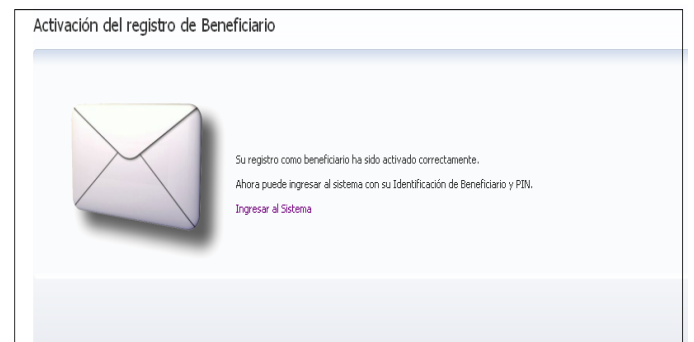 Activación del registro de Beneficiario
Su registro como beneficiario ha sido activado correctamente.
Ahora puede ingresar al sistema con su Identificación de Beneficiario y PIN.
Ingresar al Sistema